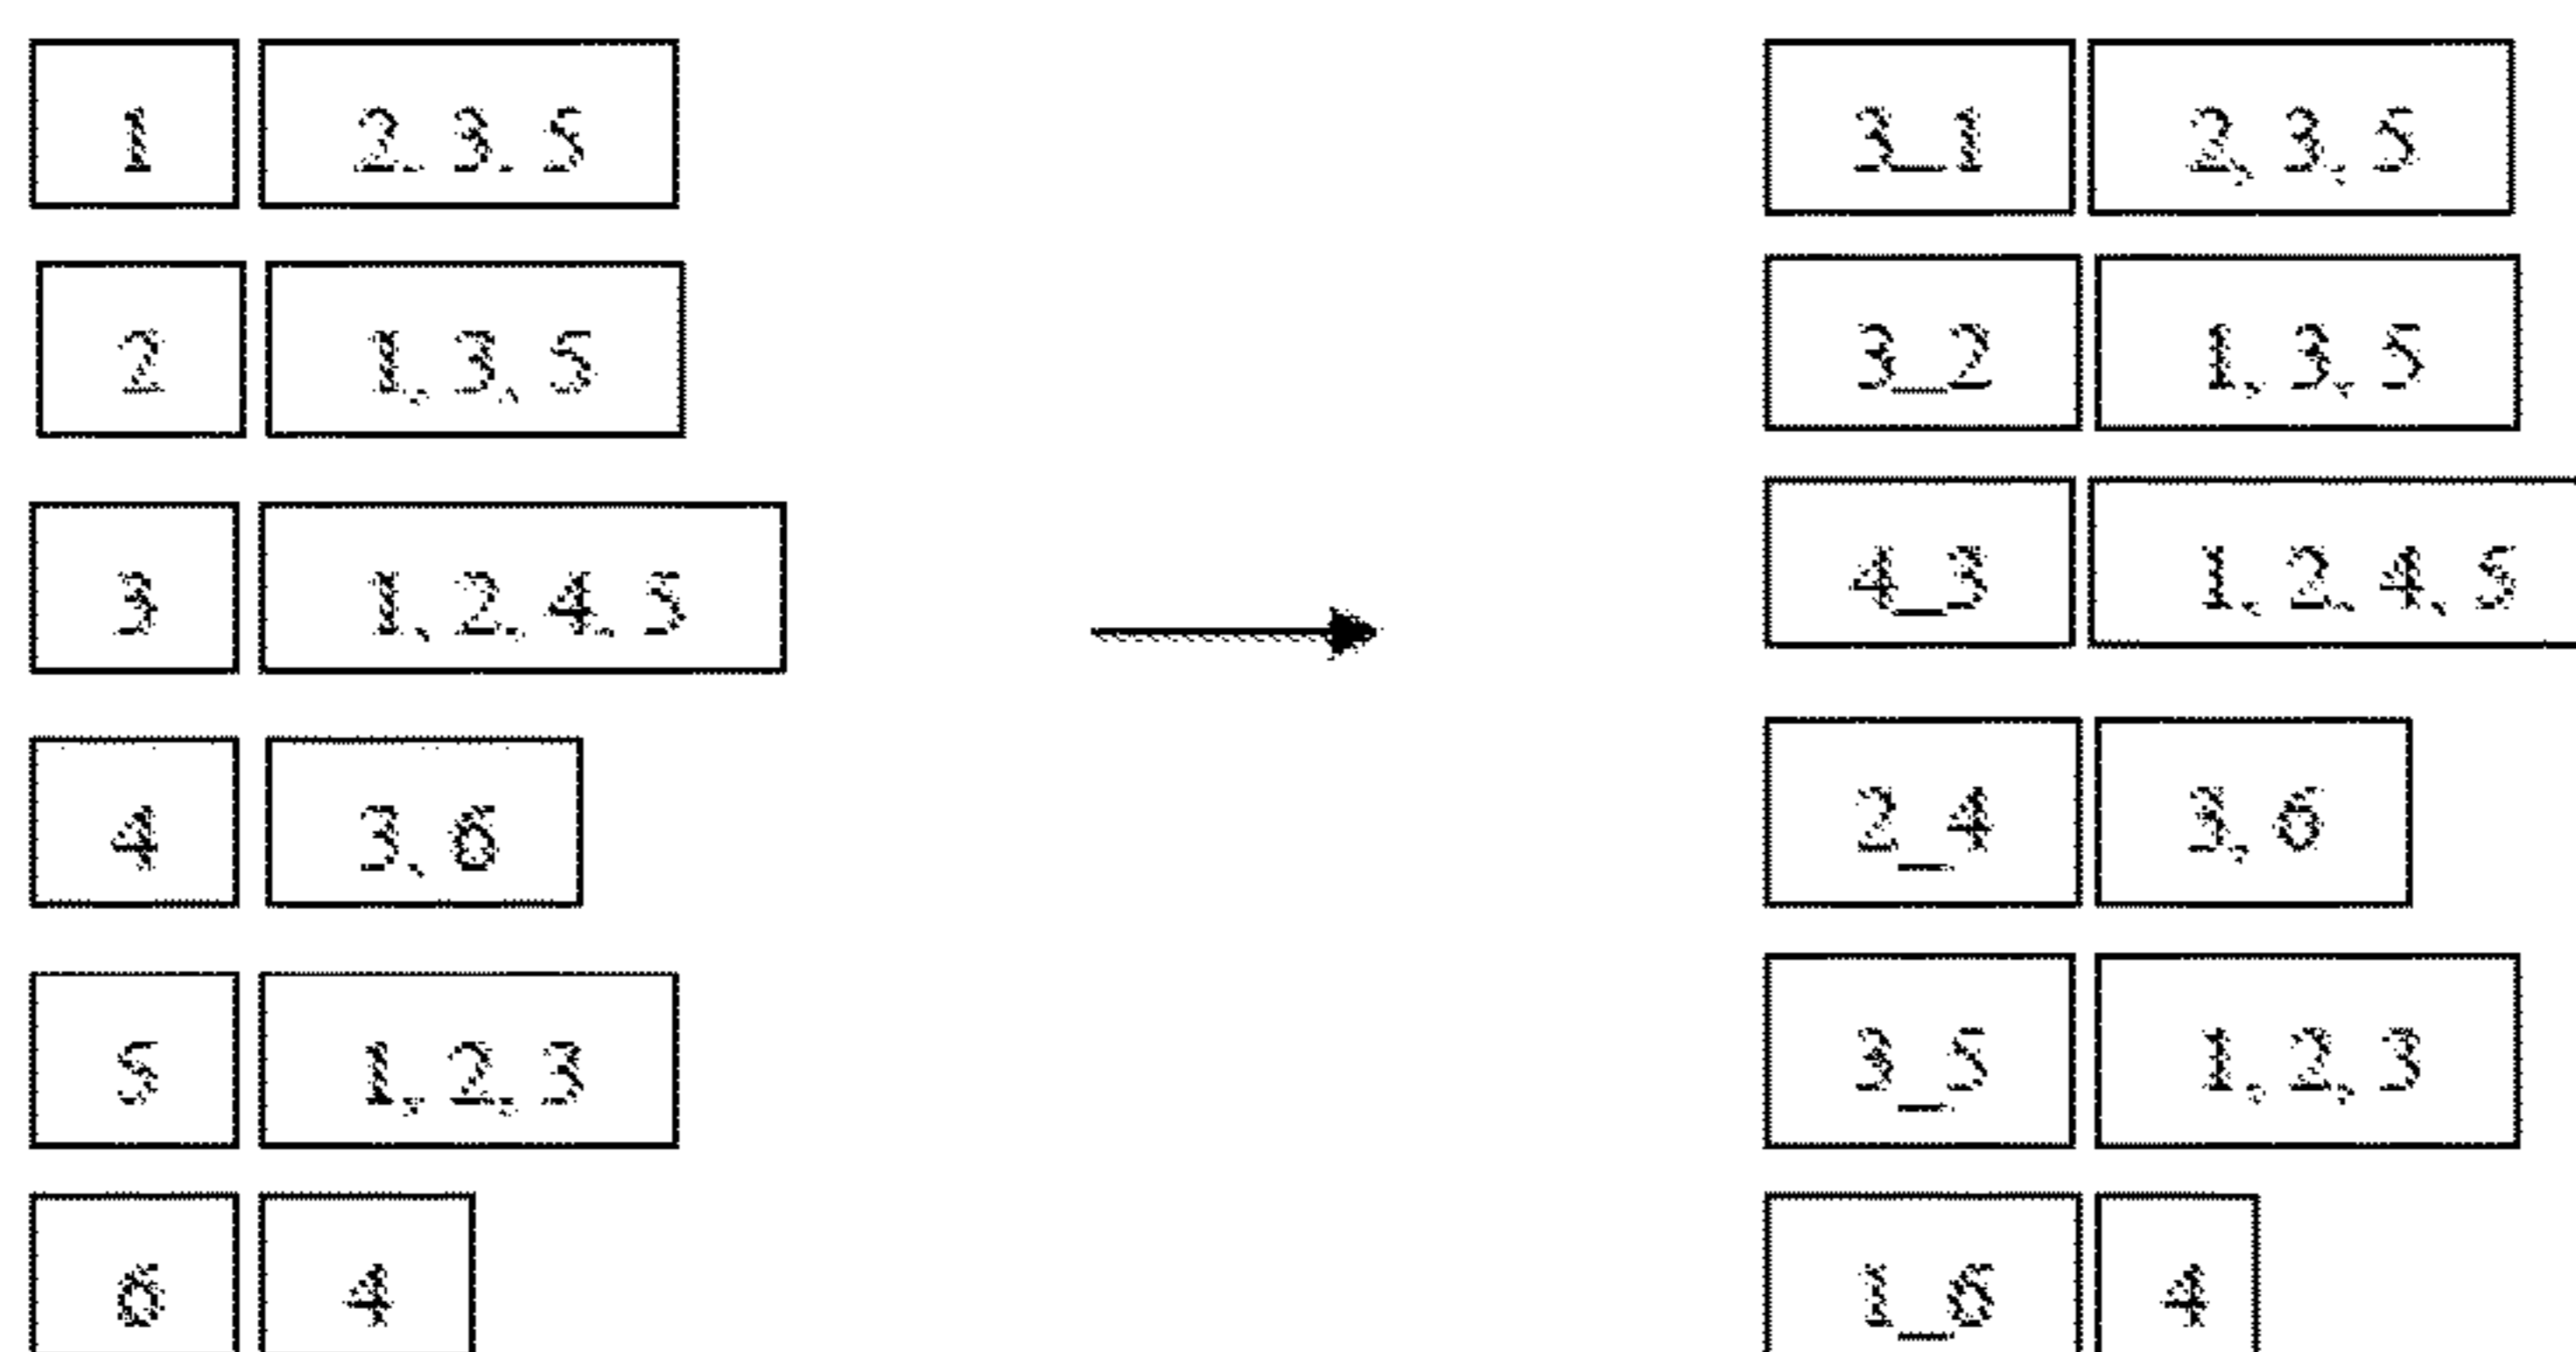 1 2, 3, 5
2 1, 3, 5
3 1, 2, 4, 5
4 3, 6
5 1, 2, 3
6 4
3_1 2, 3, 5
3_2 1, 3, 5
4_3 1, 2, 4, 5
2_4 3, 6
3_5 1, 2, 3
1_6 4